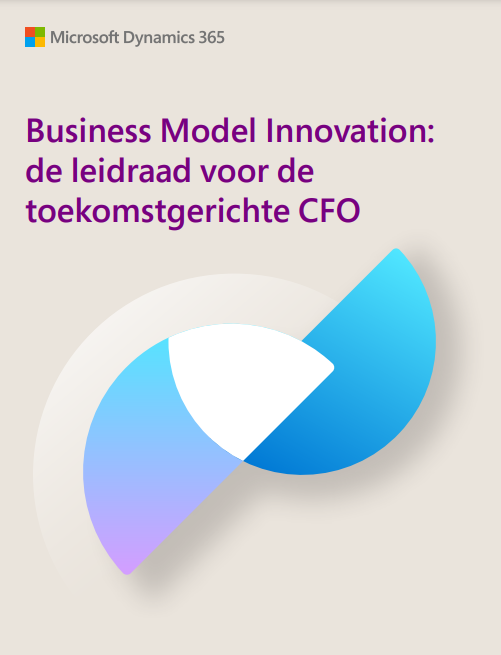 Microsoft Dynamics 365
Business Model Innovation:
de leidraad voor de
toekomstgerichte CFO